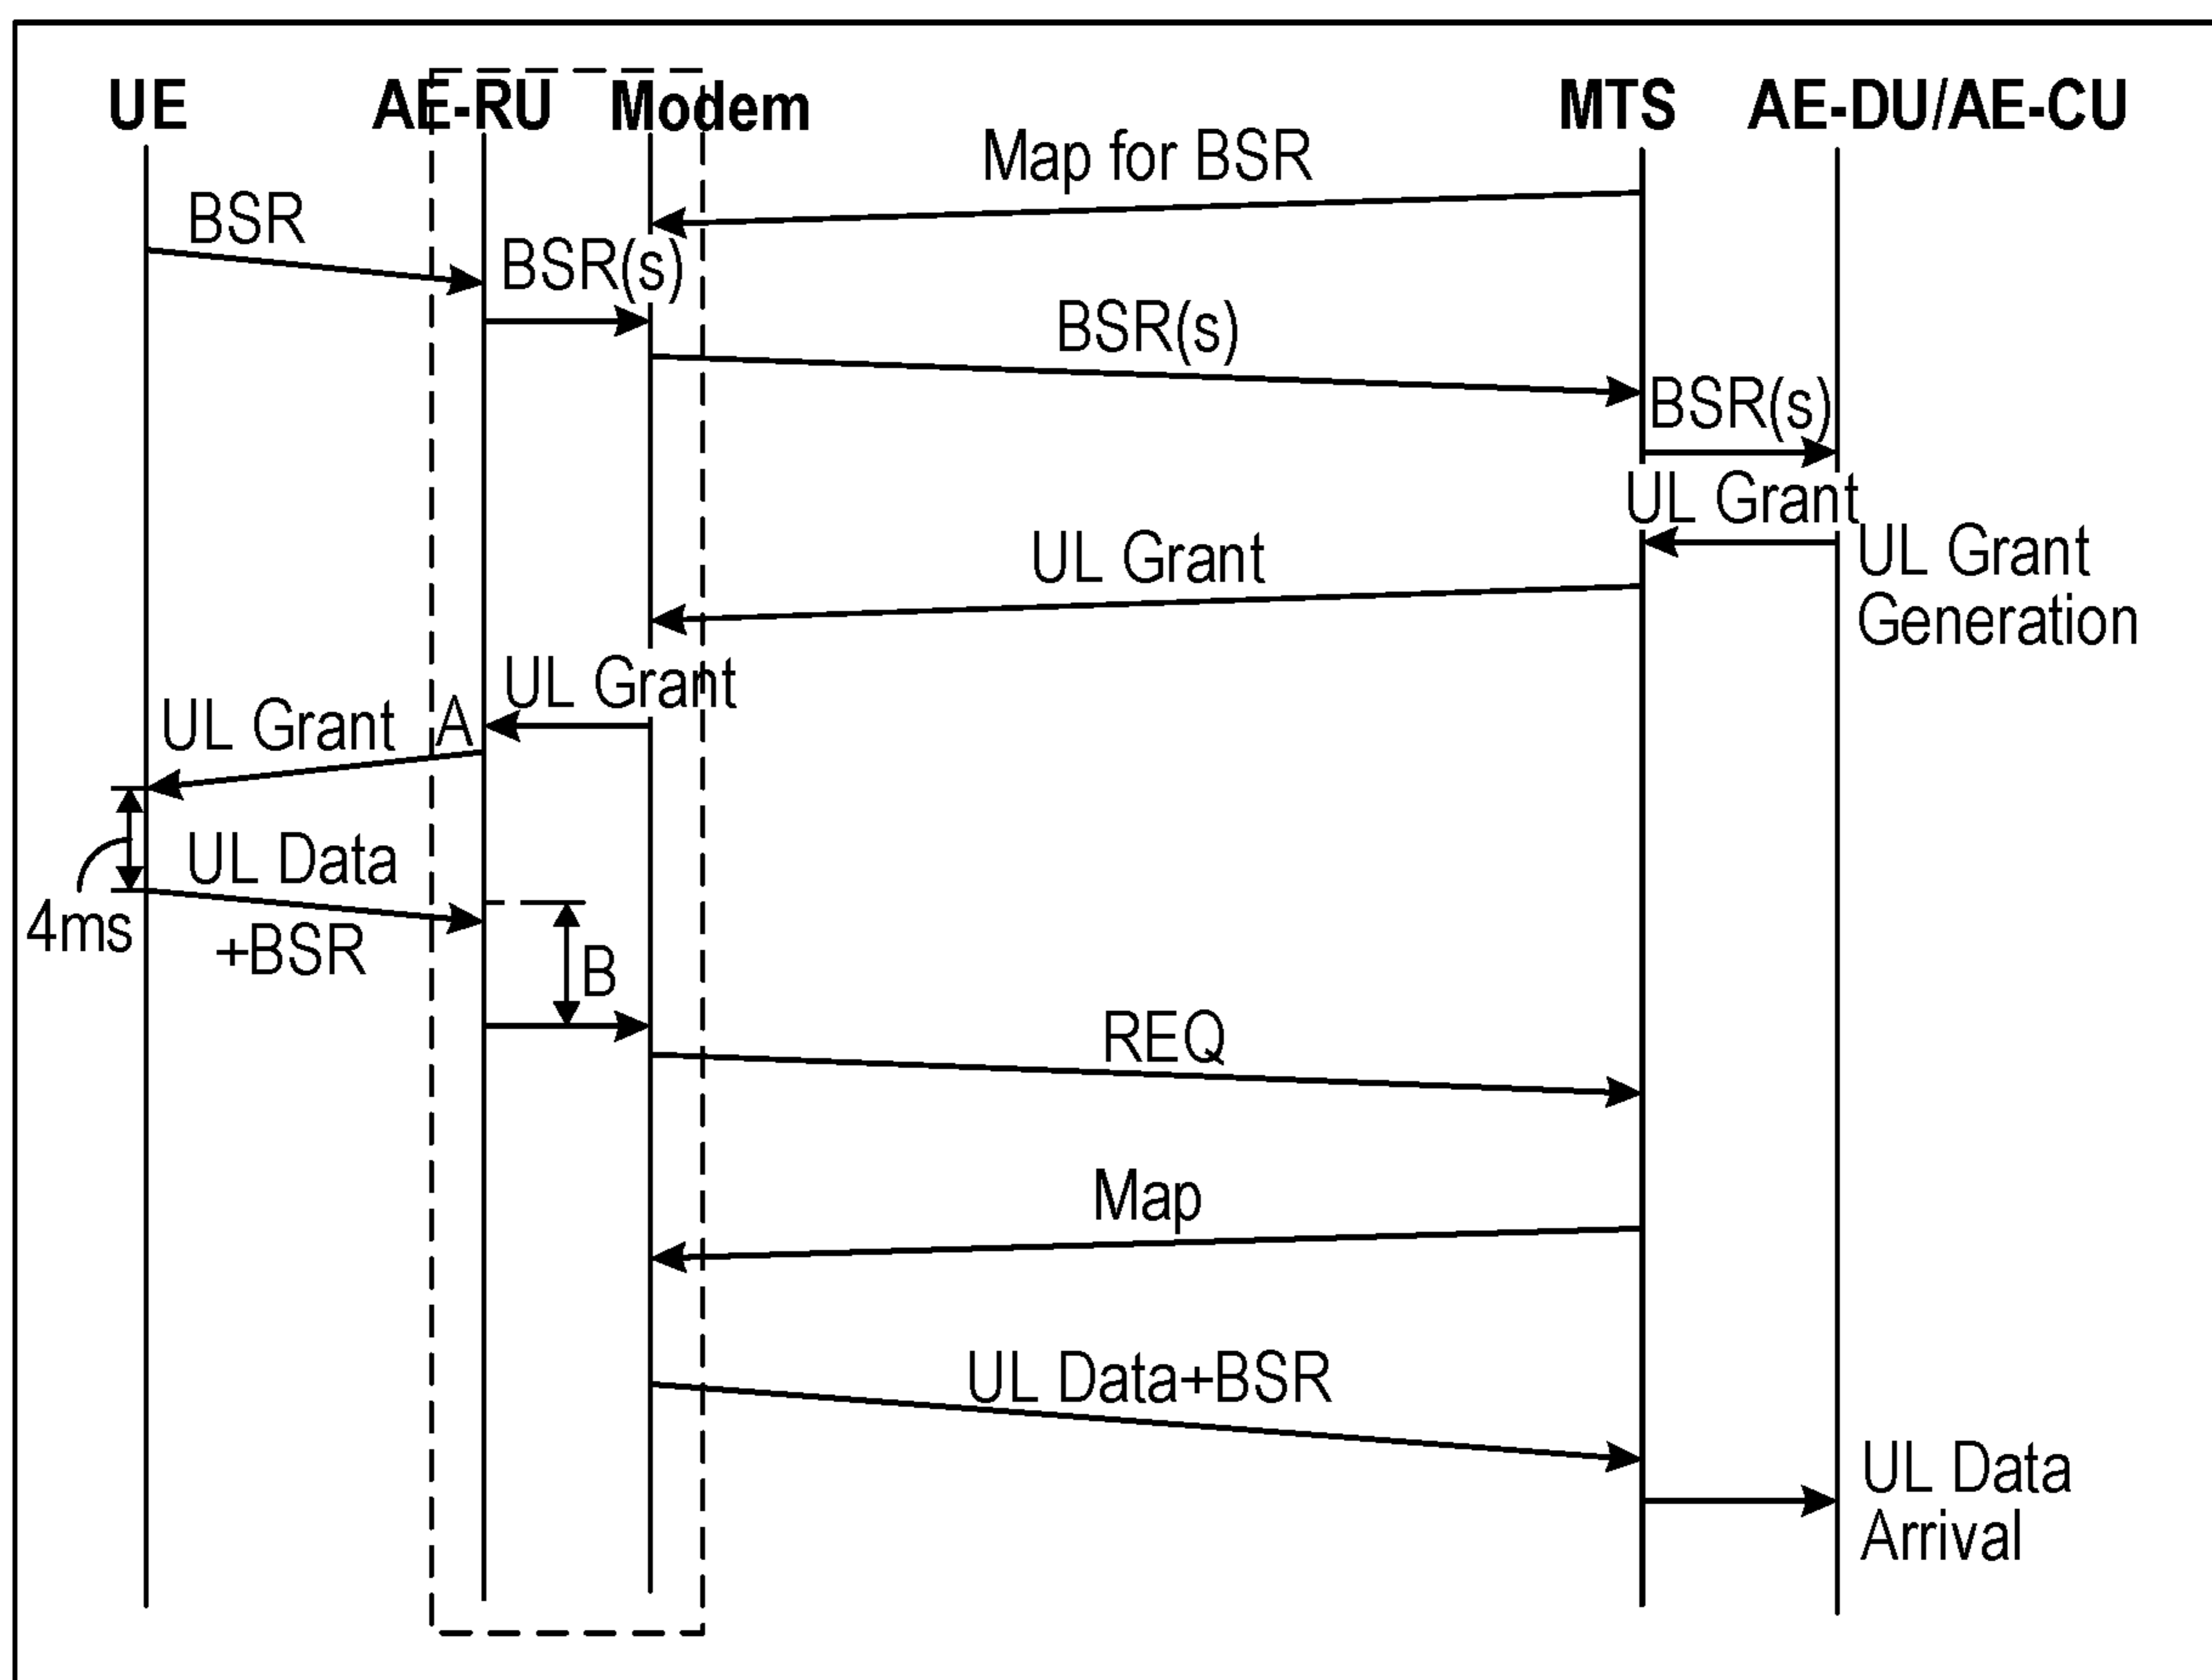 UE AE-RU Modem MTS AE-DU/AE-CU
Map for BSR
BSR
BSR(s)
BSR(s)
BSR(s)
UL Grant
UL Grant
UL Grant
Generation
UL Grant
UL Grant A
UL Data
+BSR
4ms
B
REQ
Map
UL Data+BSR
UL Data
Arrival